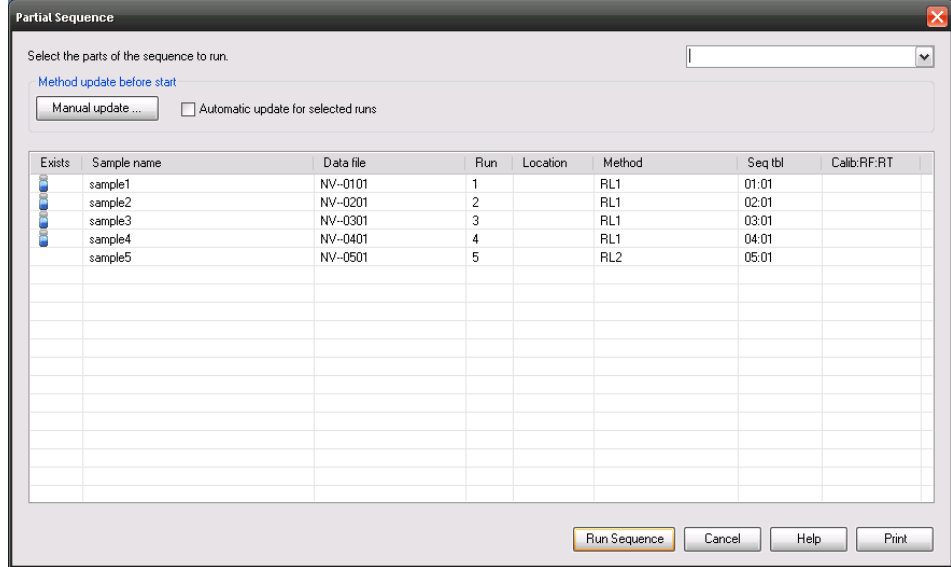 Partial Sequence
Select the parts of the sequence to run.
Method update before start
Manual update ... Automatic update for selected runs
Exists Sample name Data file Run Location Method Seq tbl Calib:RF:RT
sample1 NV--0101 1 RL1 01:01
sample2 NV--0201 2 RL1 02:01
sample3 NV--0301 3 RL1 03:01
sample4 NV--0401 4 RL1 04:01
sample5 NV--0501 5 RL2 05:01
Run Sequence Cancel Help Print